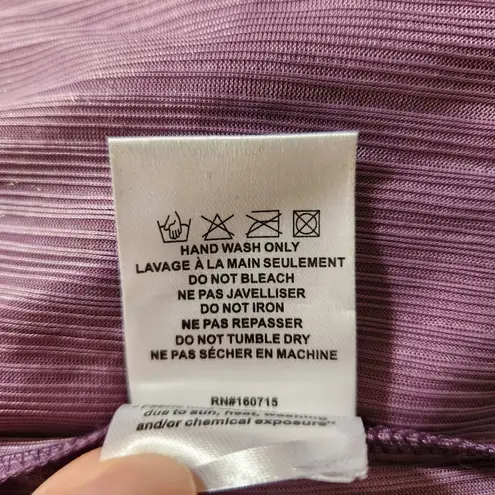 HAND WASH ONLY
LAVAGE À LA MAIN SEULEMENT
DO NOT BLEACH
NE PAS JAVELLISER
DO NOT IRON
NE PAS REPASSER
DO NOT TUMBLE DRY
NE PAS SÉCHER EN MACHINE
RN#160715
due to sun, heat, washing
and/or chemical exposure"